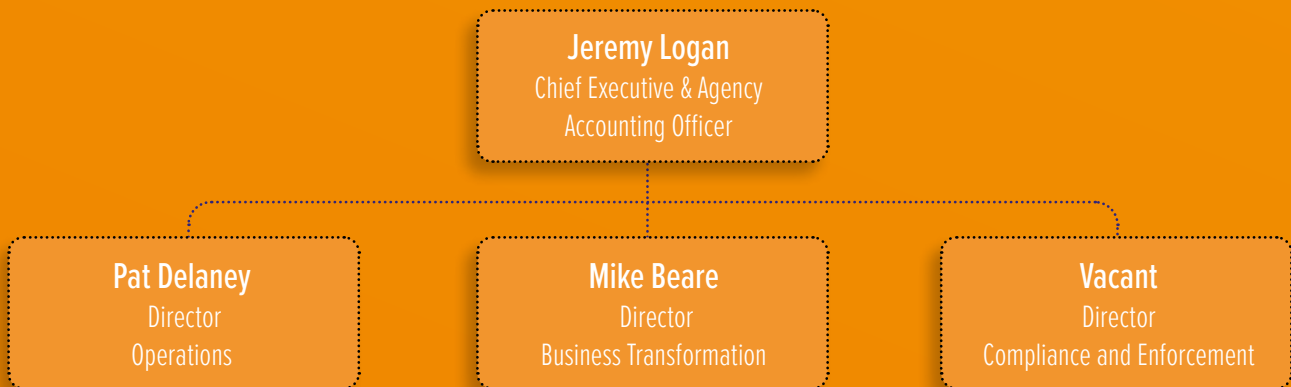 Jeremy Logan
Chief Executive & Agency
Accounting Officer
Pat Delaney
Director
Operations
Mike Beare
Director
Business Transformation
Vacant
Director
Compliance and Enforcement